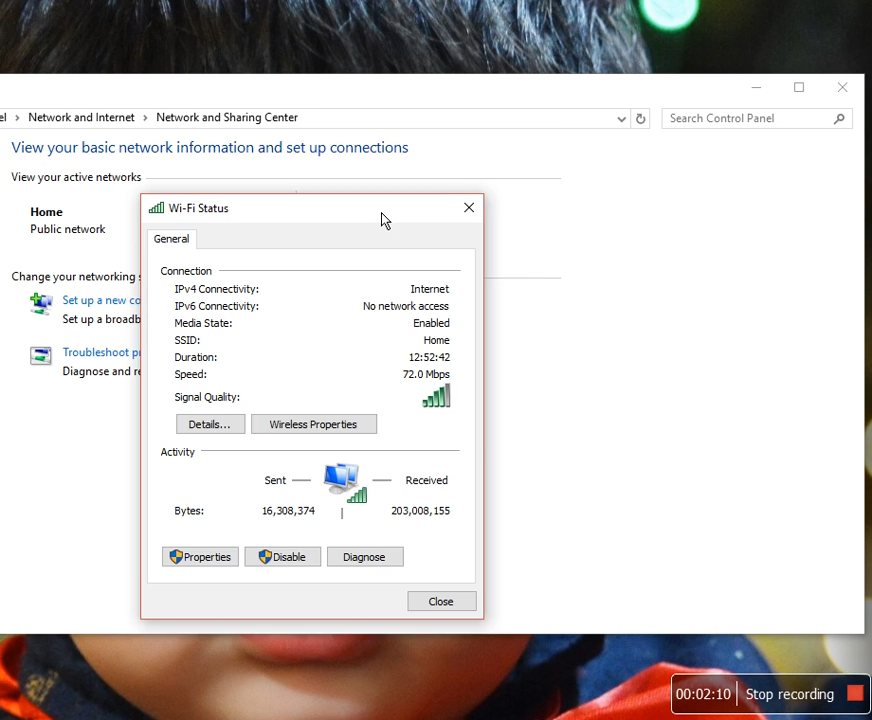 el > Network and Internet > Network and Sharing Center
Search Control Panel
View your basic network information and set up connections
View your active networks
Home
Public network
Change your networking s
Set up a new co
Set up a broadb
Troubleshoot p
Diagnose and re
Wi-Fi Status
General
Connection
IPv4 Connectivity: Internet
IPv6 Connectivity: No network access
Media State: Enabled
SSID: Home
Duration: 12:52:42
Speed: 72.0 Mbps
Signal Quality:
Details... Wireless Properties
Activity
Sent — — Received
Bytes: 16,308,374 | 203,008,155
Properties Disable Diagnose
Close
00:02:10 | Stop recording